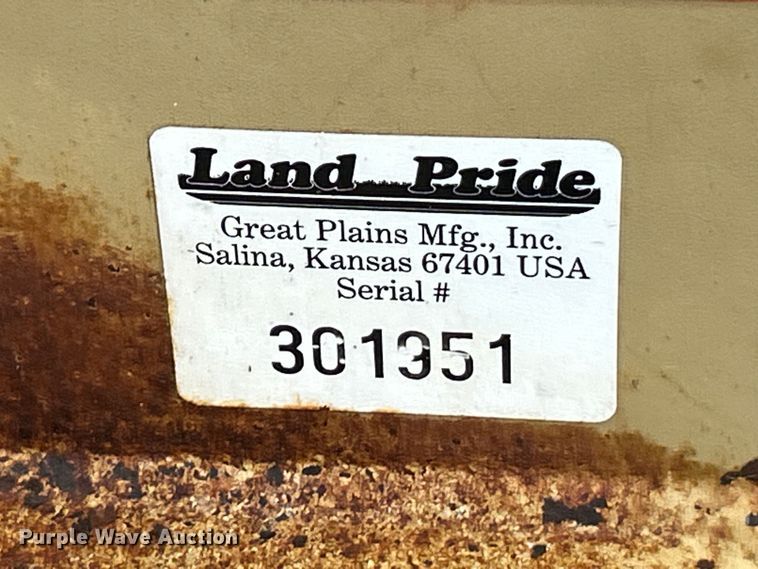 Land Pride
Great Plains Mfg., Inc.
Salina, Kansas 67401 USA
Serial #
301351
Purple Wave Auction